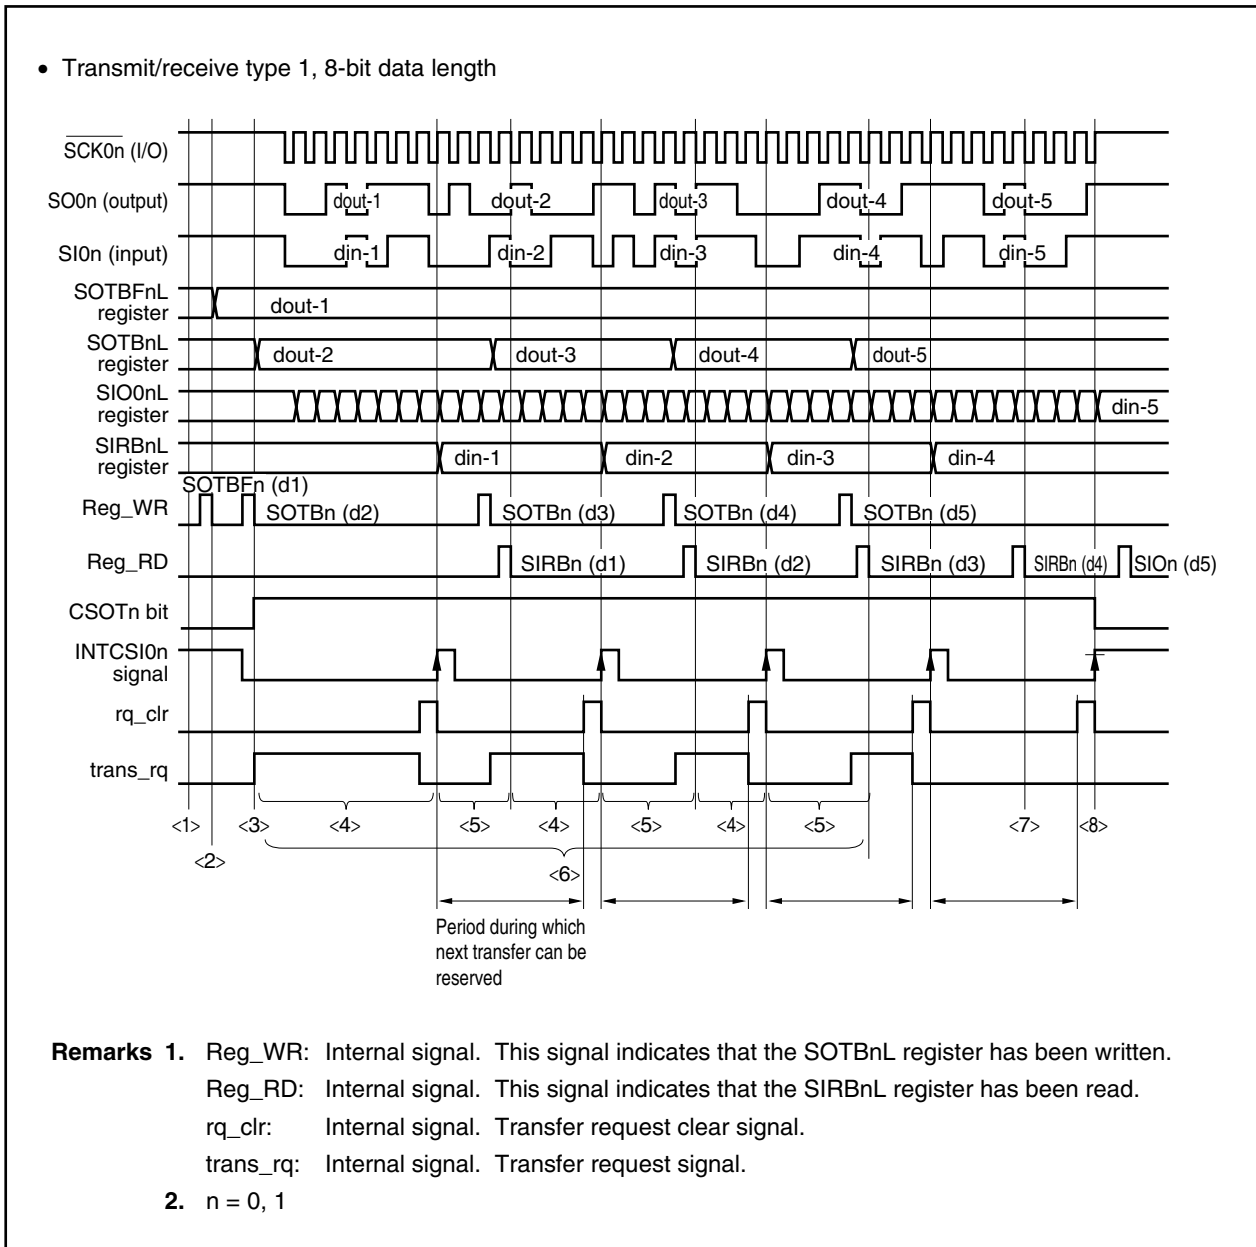 • Transmit/receive type 1, 8-bit data length
SCK0n (I/O)
SO0n (output) dout-1 dout-2 dout-3 dout-4 dout-5
SI0n (input) din-1 din-2 din-3 din-4 din-5
SOTBFnL
register dout-1
SOTBnL
register dout-2 dout-3 dout-4 dout-5
SIO0nL
register din-5
SIRBnL
register din-1 din-2 din-3 din-4
SOTBFn (d1)
Reg_WR SOTBn (d2) SOTBn (d3) SOTBn (d4) SOTBn (d5)
Reg_RD SIRBn (d1) SIRBn (d2) SIRBn (d3) SIRBn (d4) SIOn (d5)
CSOTn bit
INTCSI0n
signal
rq_clr
trans_rq
<1> <3> <4> <5> <4> <5> <4> <5> <7> <8>
<2>
<6>
Period during which
next transfer can be
reserved
Remarks 1. Reg_WR: Internal signal. This signal indicates that the SOTBnL register has been written.
Reg_RD: Internal signal. This signal indicates that the SIRBnL register has been read.
rq_clr: Internal signal. Transfer request clear signal.
trans_rq: Internal signal. Transfer request signal.
2. n = 0, 1